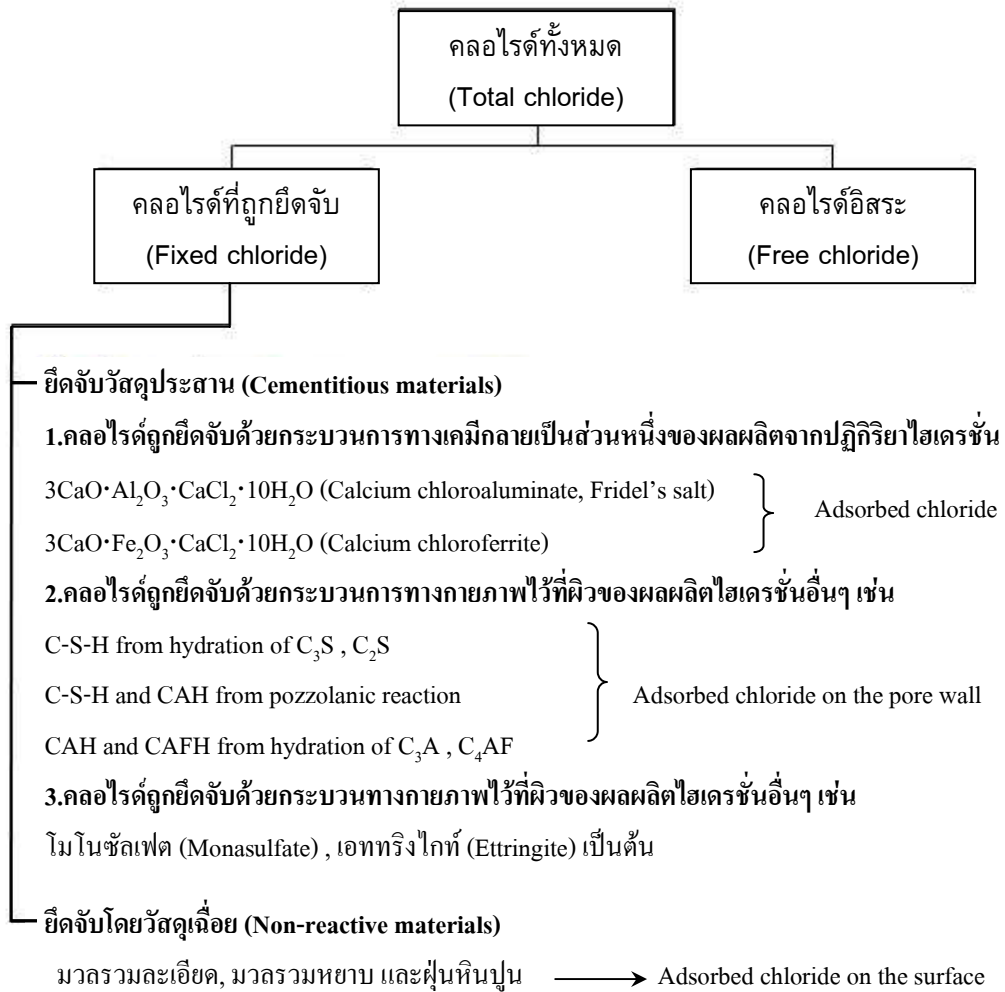 คลอไรด์ทั้งหมด
(Total chloride)
คลอไรด์ที่ถูกยึดจับ
(Fixed chloride)
คลอไรด์อิสระ
(Free chloride)
ยึดจับวัสดุประสาน (Cementitious materials)
1.คลอไรด์ถูกยึดจับด้วยกระบวนการทางเคมีกลายเป็นส่วนหนึ่งของผลผลิตจากปฏิกิริยาไฮเดรชั่น
3CaO·Al₂O₃·CaCl₂·10H₂O (Calcium chloroaluminate, Fridel's salt)
3CaO·Fe₂O₃·CaCl₂·10H₂O (Calcium chloroferrite)
Adsorbed chloride
2.คลอไรด์ถูกยึดจับด้วยกระบวนการทางกายภาพไว้ที่ผิวของผลผลิตไฮเดรชั่นอื่นๆ เช่น
C-S-H from hydration of C₃S , C₂S
C-S-H and CAH from pozzolanic reaction
CAH and CAFH from hydration of C₃A , C₄AF
Adsorbed chloride on the pore wall
3.คลอไรด์ถูกยึดจับด้วยกระบวนทางกายภาพไว้ที่ผิวของผลผลิตไฮเดรชั่นอื่นๆ เช่น
โมโนซัลเฟต (Monasulfate) , เอททริงไกท์ (Ettringite) เป็นต้น
ยึดจับโดยวัสดุเฉื่อย (Non-reactive materials)
มวลรวมละเอียด, มวลรวมหยาบ และฝุ่นหินปูน → Adsorbed chloride on the surface